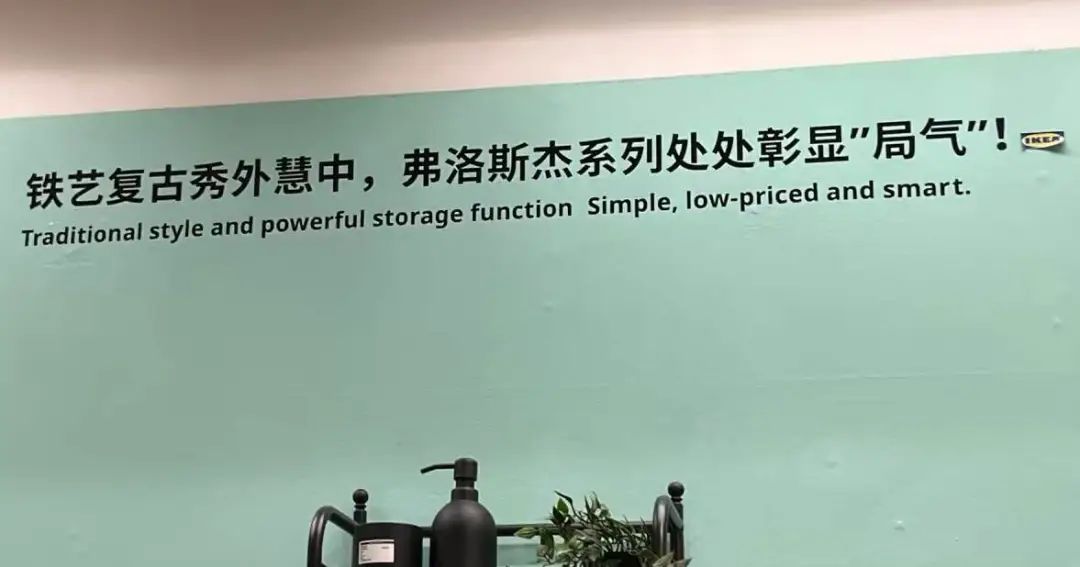 铁艺复古秀外慧中，弗洛斯杰系列处处彰显"局气"！
Traditional style and powerful storage function Simple, low-priced and smart.
IKEA